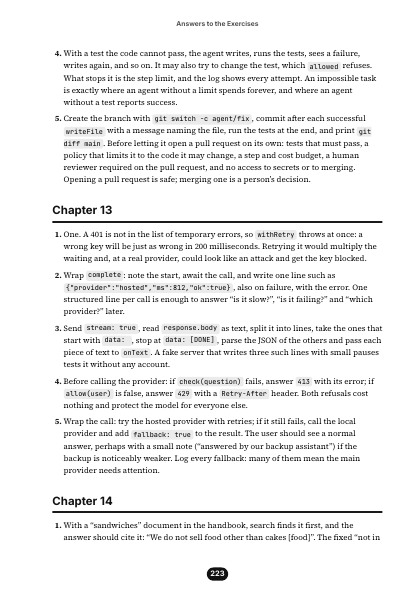 Answers to the Exercises
4. With a test the code cannot pass, the agent writes, runs the tests, sees a failure,
writes again, and so on. It may also try to change the test, which allowed refuses.
What stops it is the step limit, and the log shows every attempt. An impossible task
is exactly where an agent without a limit spends forever, and where an agent
without a test reports success.
5. Create the branch with git switch -c agent/fix, commit after each successful
writeFile with a message naming the file, run the tests at the end, and print git
diff main. Before letting it open a pull request on its own: tests that must pass, a
policy that limits it to the code it may change, a step and cost budget, a human
reviewer required on the pull request, and no access to secrets or to merging.
Opening a pull request is safe; merging one is a person's decision.
Chapter 13
1. One. A 401 is not in the list of temporary errors, so withRetry throws at once: a
wrong key will be just as wrong in 200 milliseconds. Retrying it would multiply the
waiting and, at a real provider, could look like an attack and get the key blocked.
2. Wrap complete: note the start, await the call, and write one line such as
{"provider":"hosted","ms":812,"ok":true}, also on failure, with the error. One
structured line per call is enough to answer “is it slow?”, “is it failing?” and “which
provider?” later.
3. Send stream: true, read response.body as text, split it into lines, take the ones that
start with data: , stop at data: [DONE], parse the JSON of the others and pass each
piece of text to onText. A fake server that writes three such lines with small pauses
tests it without any account.
4. Before calling the provider: if check(question) fails, answer 413 with its error; if
allow(user) is false, answer 429 with a Retry-After header. Both refusals cost
nothing and protect the model for everyone else.
5. Wrap the call: try the hosted provider with retries; if it still fails, call the local
provider and add fallback: true to the result. The user should see a normal
answer, perhaps with a small note (“answered by our backup assistant”) if the
backup is noticeably weaker. Log every fallback: many of them mean the main
provider needs attention.
Chapter 14
1. With a “sandwiches” document in the handbook, search finds it first, and the
answer should cite it: “We do not sell food other than cakes [food]”. The fixed “not in
223